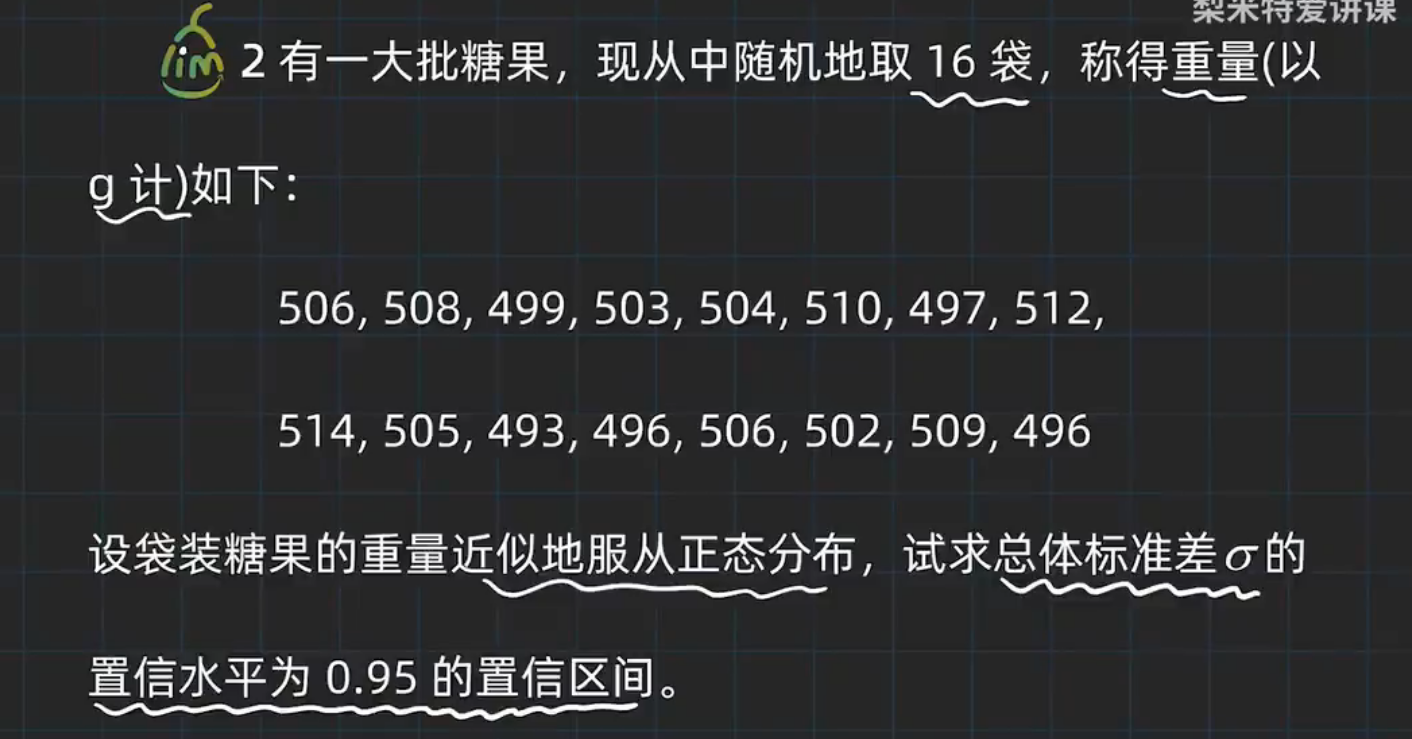 梨米特爱讲课
lim 2 有一大批糖果，现从中随机地取 16 袋，称得重量(以
g 计)如下：
506, 508, 499, 503, 504, 510, 497, 512,
514, 505, 493, 496, 506, 502, 509, 496
设袋装糖果的重量近似地服从正态分布，试求总体标准差σ的
置信水平为 0.95 的置信区间。